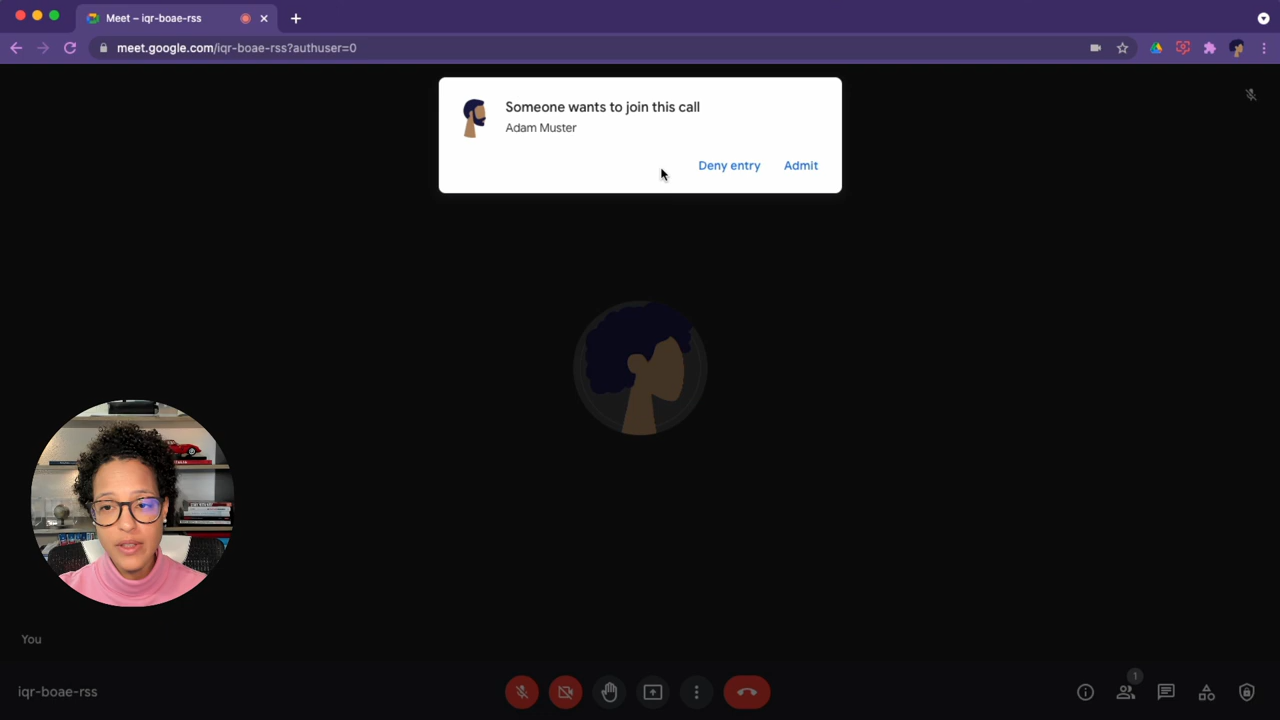 Meet – iqr-boae-rss
meet.google.com/iqr-boae-rss?authuser=0
Someone wants to join this call
Adam Muster
Deny entry Admit
You
iqr-boae-rss
1